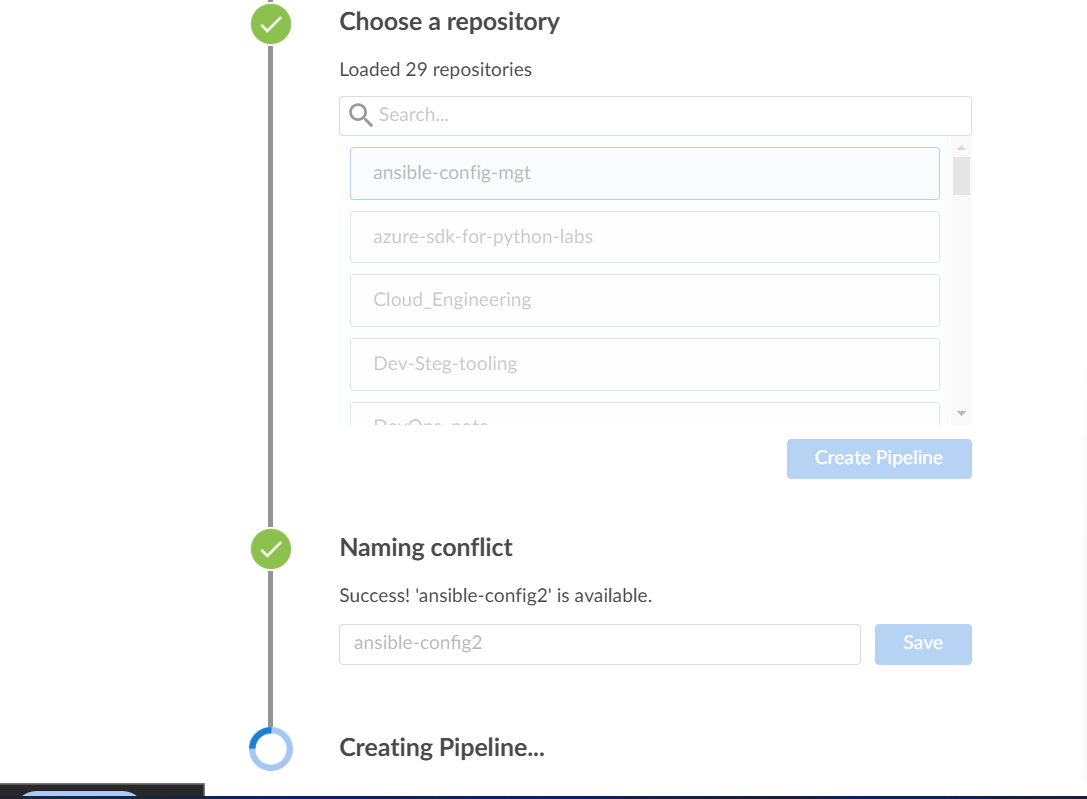 Choose a repository
Loaded 29 repositories
Search...
ansible-config-mgt
azure-sdk-for-python-labs
Cloud_Engineering
Dev-Steg-tooling
Create Pipeline
Naming conflict
Success! 'ansible-config2' is available.
ansible-config2
Save
Creating Pipeline...